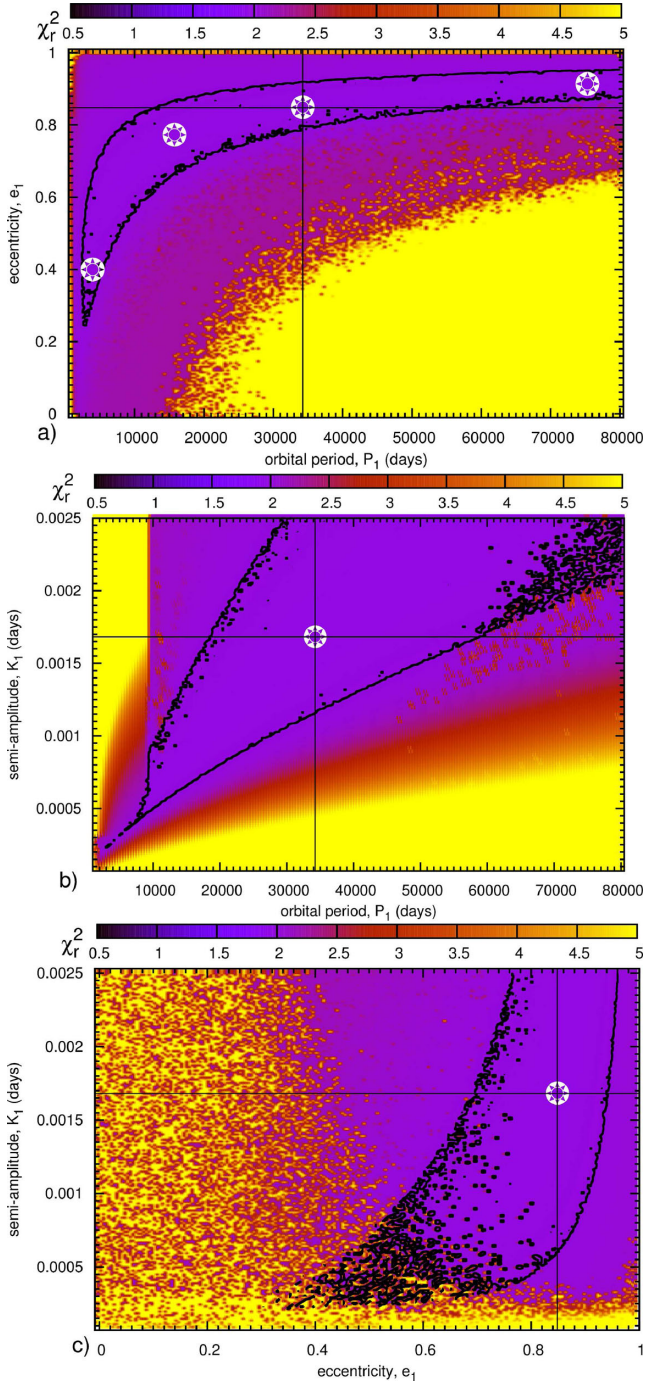 χ²r
0.5 1 1.5 2 2.5 3 3.5 4 4.5 5
1
0.8
0.6
0.4
0.2
0
eccentricity, e₁
10000 20000 30000 40000 50000 60000 70000 80000
a)
orbital period, P₁ (days)
χ²r
0.5 1 1.5 2 2.5 3 3.5 4 4.5 5
0.0025
0.002
0.0015
0.001
0.0005
semi-amplitude, K₁ (days)
10000 20000 30000 40000 50000 60000 70000 80000
b)
orbital period, P₁ (days)
χ²r
0.5 1 1.5 2 2.5 3 3.5 4 4.5 5
0.0025
0.002
0.0015
0.001
0.0005
semi-amplitude, K₁ (days)
0 0.2 0.4 0.6 0.8 1
c)
eccentricity, e₁